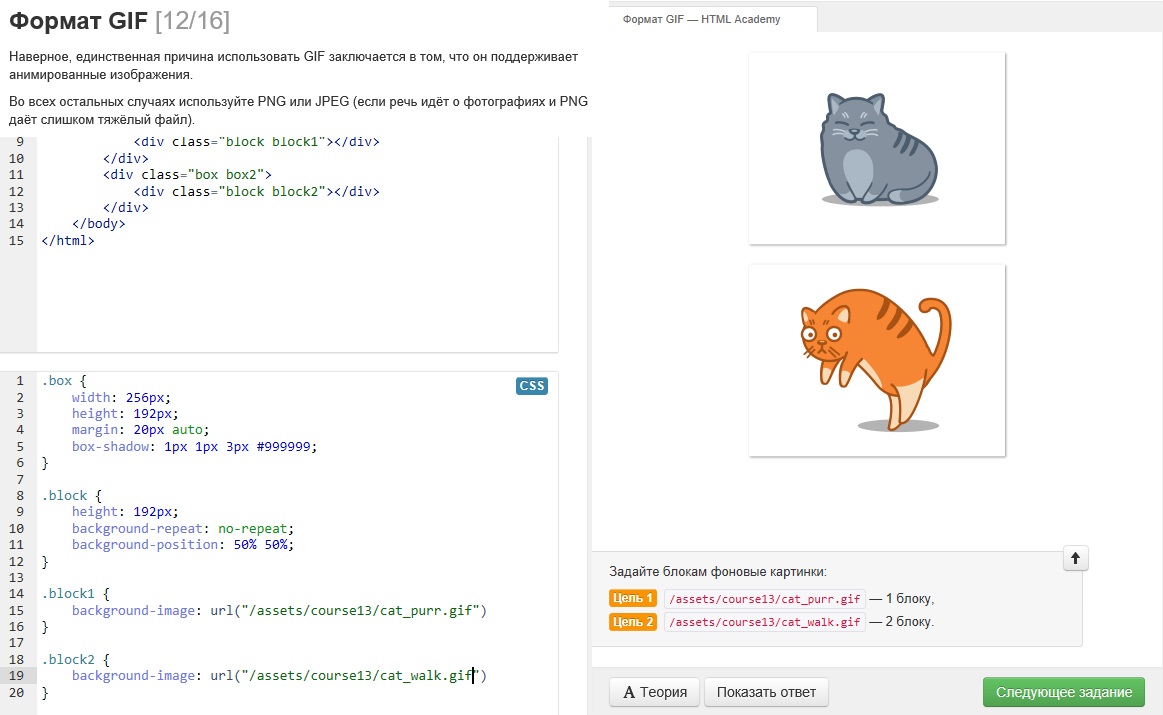 Формат GIF [12/16]
Наверное, единственная причина использовать GIF заключается в том, что он поддерживает
анимированные изображения.
Во всех остальных случаях используйте PNG или JPEG (если речь идёт о фотографиях и PNG
даёт слишком тяжёлый файл).
9 <div class="block block1"></div>
10 </div>
11 <div class="box box2">
12 <div class="block block2"></div>
13 </div>
14 </body>
15 </html>
CSS
1 .box {
2 width: 256px;
3 height: 192px;
4 margin: 20px auto;
5 box-shadow: 1px 1px 3px #999999;
6 }
7
8 .block {
9 height: 192px;
10 background-repeat: no-repeat;
11 background-position: 50% 50%;
12 }
13
14 .block1 {
15 background-image: url("/assets/course13/cat_purr.gif")
16 }
17
18 .block2 {
19 background-image: url("/assets/course13/cat_walk.gif")
20 }
Формат GIF — HTML Academy
Задайте блокам фоновые картинки:
Цель 1 /assets/course13/cat_purr.gif — 1 блоку,
Цель 2 /assets/course13/cat_walk.gif — 2 блоку.
A Теория Показать ответ Следующее задание